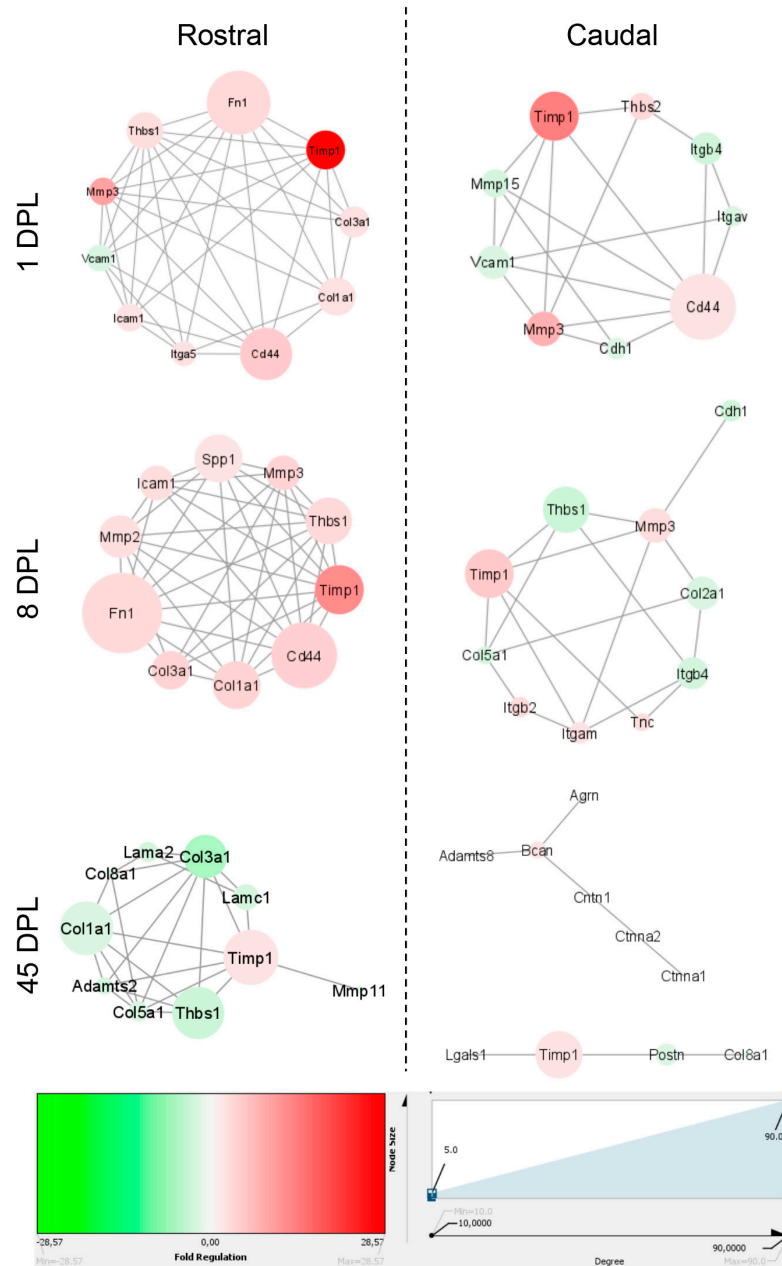 Rostral
Caudal
1 DPL
Fn1
Thbs1
Timp1
Mmp3
Col3a1
Vcam1
Col1a1
Icam1
Itga5
Cd44
Timp1
Thbs2
Itgb4
Mmp15
Itgav
Vcam1
Cd44
Mmp3
Cdh1
8 DPL
Spp1
Icam1
Mmp3
Mmp2
Thbs1
Timp1
Fn1
Cd44
Col3a1
Col1a1
Cdh1
Thbs1
Mmp3
Timp1
Col2a1
Col5a1
Itgb4
Itgb2
Itgam
Tnc
45 DPL
Lama2
Col3a1
Col8a1
Lamc1
Col1a1
Timp1
Adamts2
Mmp11
Col5a1
Thbs1
Agrn
Adamts8
Bcan
Cntn1
Ctnna2
Ctnna1
Lgals1
Timp1
Postn
Col8a1
-28,57
0,00
28,57
Min=-28.57
Fold Regulation
Max=28.57
Node Size
5.0
90.0
Min=10.0
10,0000
90,0000
Degree
Max=90.0